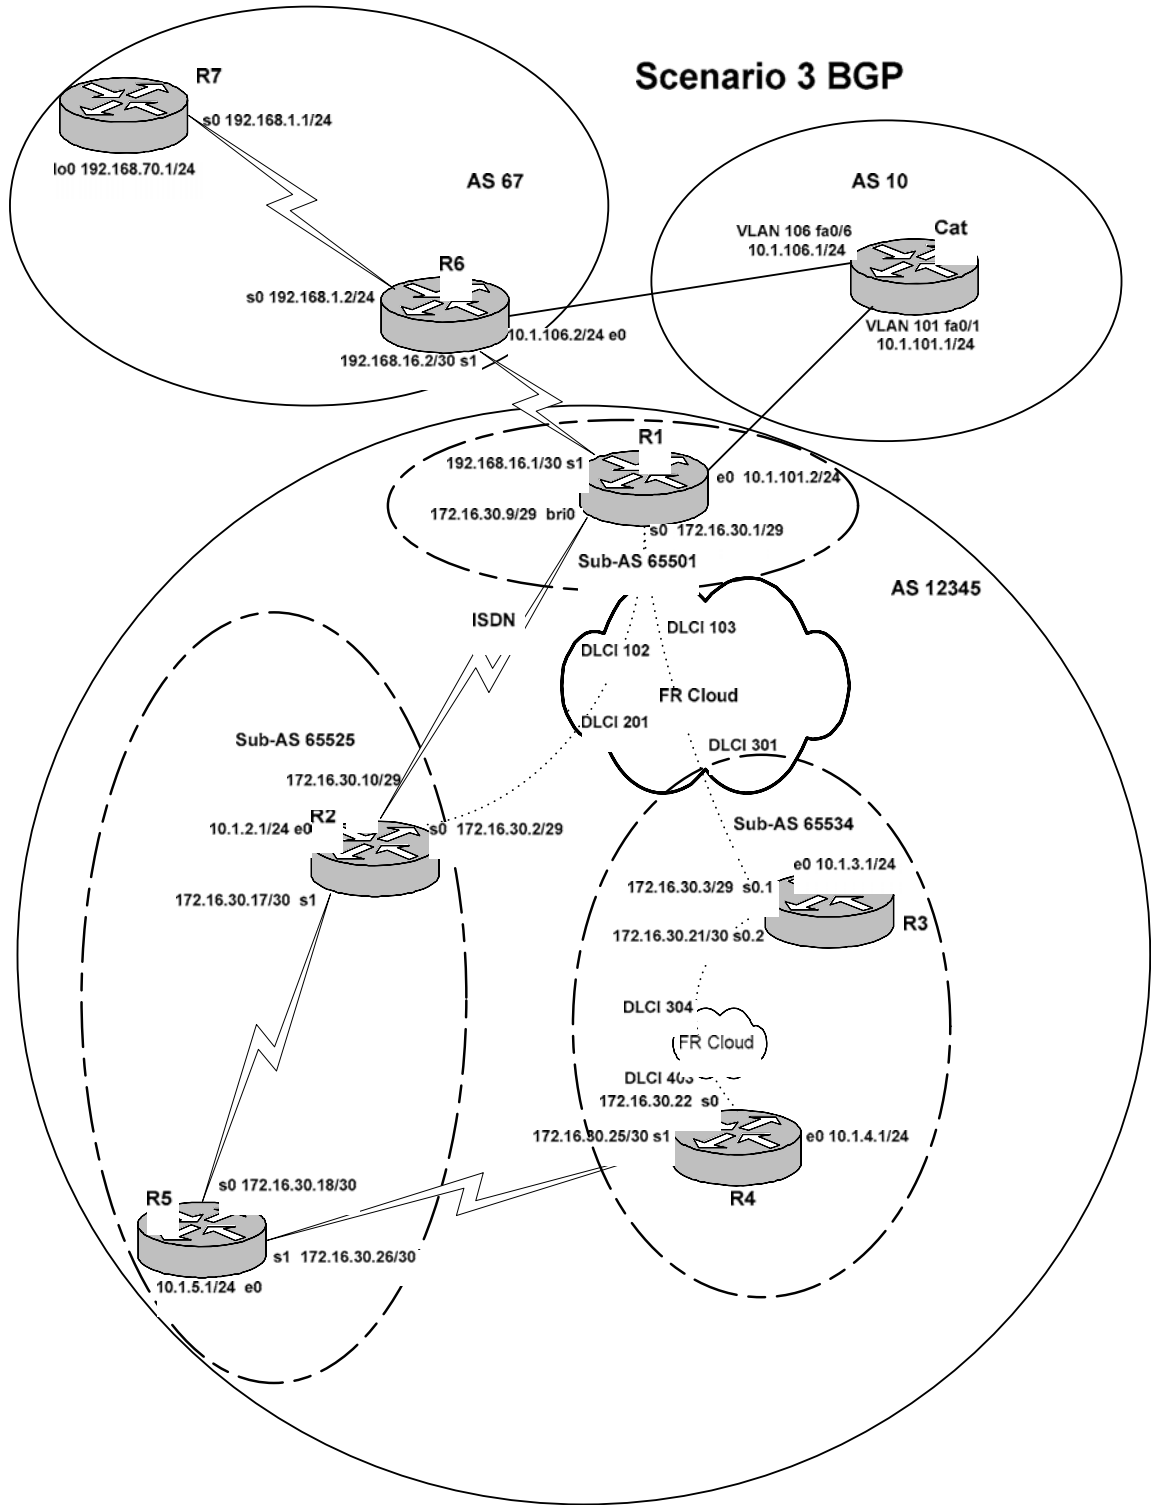 Scenario 3 BGP
R7
s0 192.168.1.1/24
lo0 192.168.70.1/24
AS 67
AS 10
VLAN 106 fa0/6
10.1.106.1/24
Cat
R6
s0 192.168.1.2/24
10.1.106.2/24 e0
VLAN 101 fa0/1
10.1.101.1/24
192.168.16.2/30 s1
R1
192.168.16.1/30 s1
e0 10.1.101.2/24
172.16.30.9/29 bri0
s0 172.16.30.1/29
Sub-AS 65501
AS 12345
ISDN
DLCI 103
DLCI 102
FR Cloud
DLCI 201
DLCI 301
Sub-AS 65525
172.16.30.10/29
R2
10.1.2.1/24 e0
s0 172.16.30.2/29
Sub-AS 65534
e0 10.1.3.1/24
172.16.30.3/29 s0.1
172.16.30.17/30 s1
R3
172.16.30.21/30 s0.2
DLCI 304
FR Cloud
DLCI 403
172.16.30.22 s0
172.16.30.25/30 s1
e0 10.1.4.1/24
R4
s0 172.16.30.18/30
R5
s1 172.16.30.26/30
10.1.5.1/24 e0